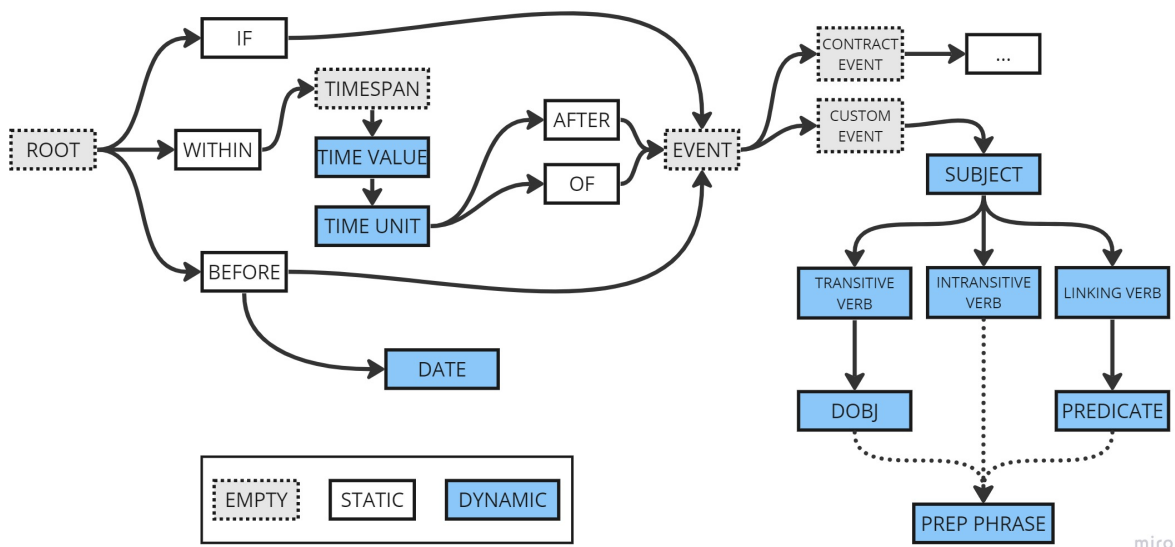 IF
CONTRACT
EVENT
...
TIMESPAN
CUSTOM
EVENT
AFTER
ROOT
WITHIN
TIME VALUE
EVENT
SUBJECT
OF
TIME UNIT
BEFORE
TRANSITIVE
VERB
INTRANSITIVE
VERB
LINKING VERB
DATE
DOBJ
PREDICATE
EMPTY
STATIC
DYNAMIC
PREP PHRASE
miro